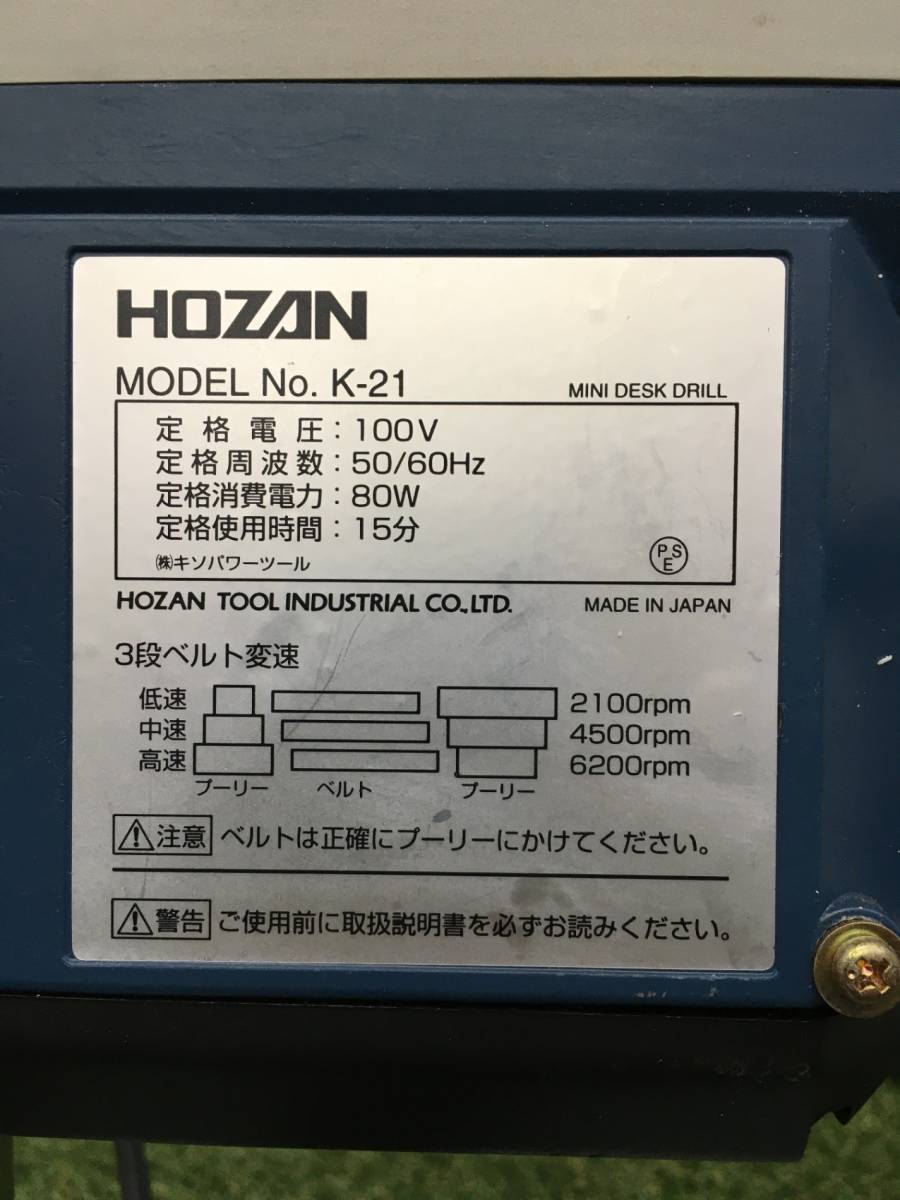 HOZAN
MODEL No. K-21 MINI DESK DRILL
定格電圧：100V
定格周波数：50/60Hz
定格消費電力：80W
定格使用時間：15分
㈱キソパワーツール
PSE
HOZAN TOOL INDUSTRIAL CO.,LTD. MADE IN JAPAN
3段ベルト変速
低速 2100rpm
中速 4500rpm
高速 6200rpm
プーリー ベルト プーリー
⚠注意 ベルトは正確にプーリーにかけてください。
⚠警告 ご使用前に取扱説明書を必ずお読みください。